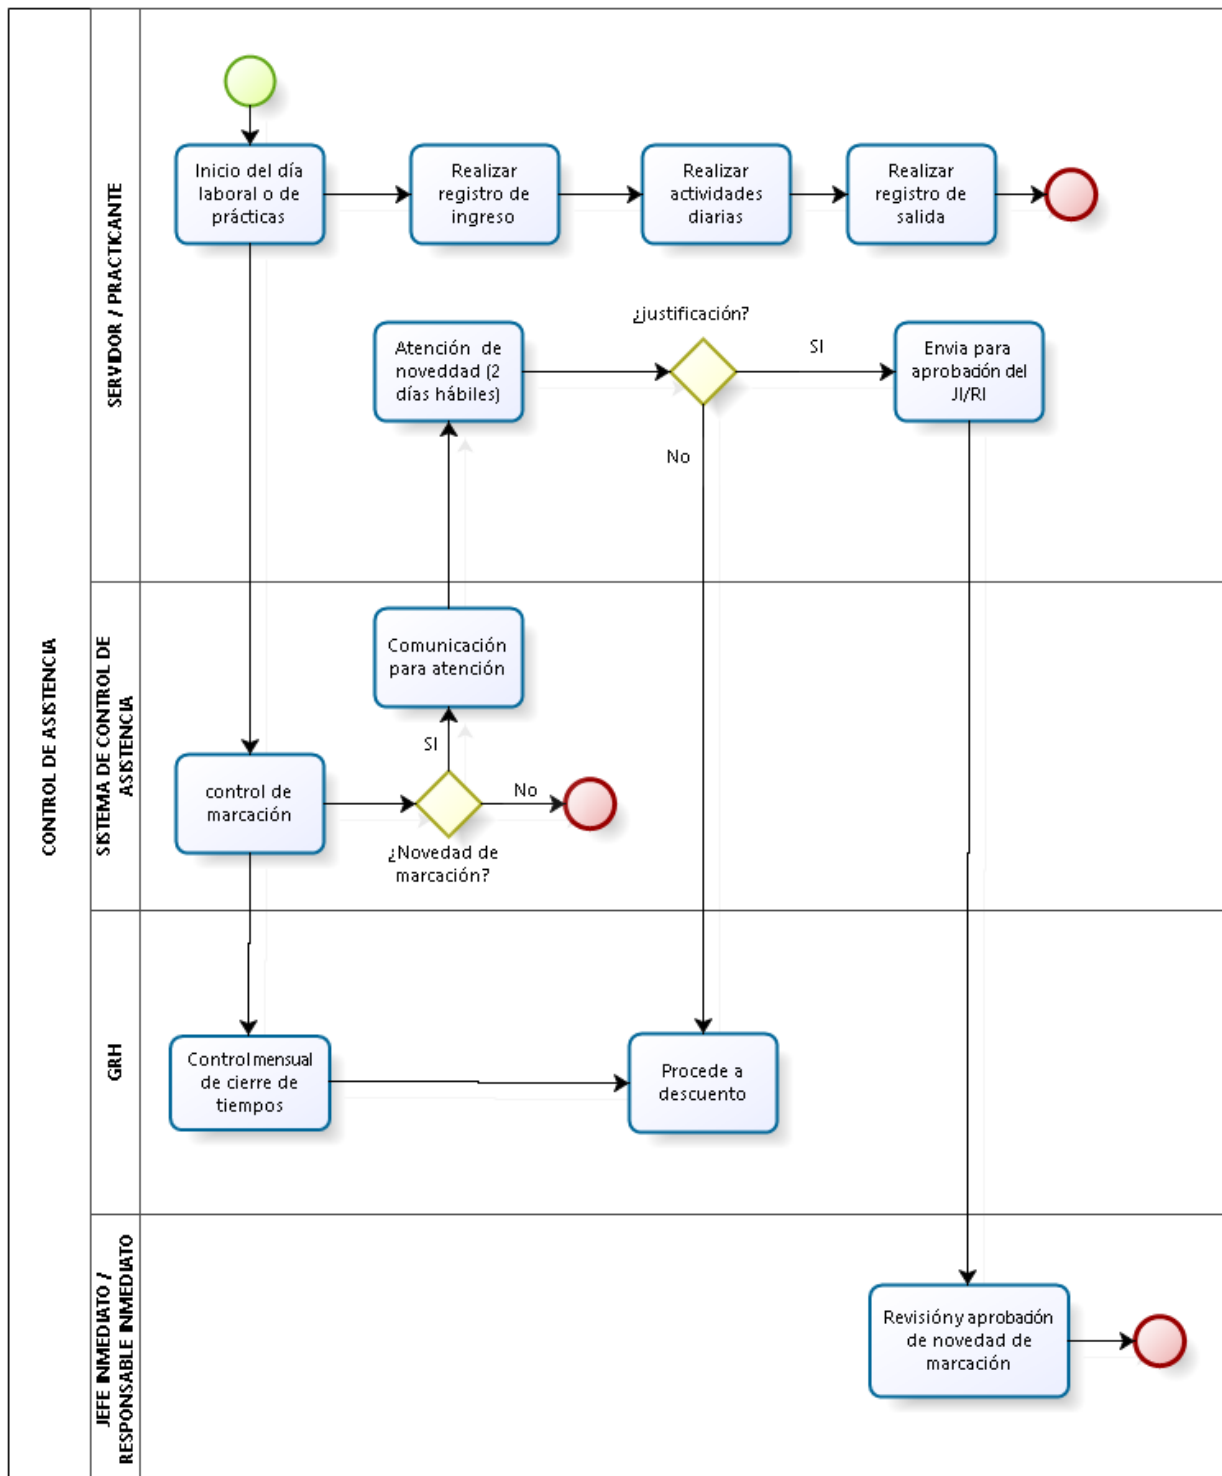 CONTROL DE ASISTENCIA
SERVIDOR / PRACTICANTE
Inicio del día
laboral o de
prácticas
Realizar
registro de
ingreso
Realizar
actividades
diarias
Realizar
registro de
salida
Atención de
noveddad (2
días hábiles)
¿justificación?
SI
No
Envia para
aprobación del
JI/RI
SISTEMA DE CONTROL DE
ASISTENCIA
Comunicación
para atención
SI
control de
marcación
No
¿Novedad de
marcación?
GRH
Control mensual
de cierre de
tiempos
Procede a
descuento
JEFE INMEDIATO /
RESPONSABLE INMEDIATO
Revisión y aprobación
de novedad de
marcación